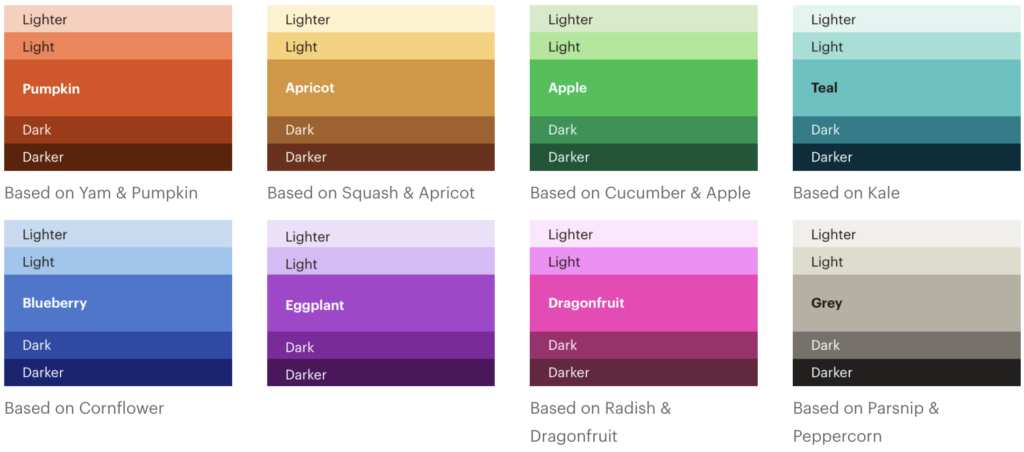 Lighter
Light
Pumpkin
Dark
Darker
Based on Yam & Pumpkin
Lighter
Light
Apricot
Dark
Darker
Based on Squash & Apricot
Lighter
Light
Apple
Dark
Darker
Based on Cucumber & Apple
Lighter
Light
Teal
Dark
Darker
Based on Kale
Lighter
Light
Blueberry
Dark
Darker
Based on Cornflower
Lighter
Light
Eggplant
Dark
Darker
Lighter
Light
Dragonfruit
Dark
Darker
Based on Radish &
Dragonfruit
Lighter
Light
Grey
Dark
Darker
Based on Parsnip &
Peppercorn